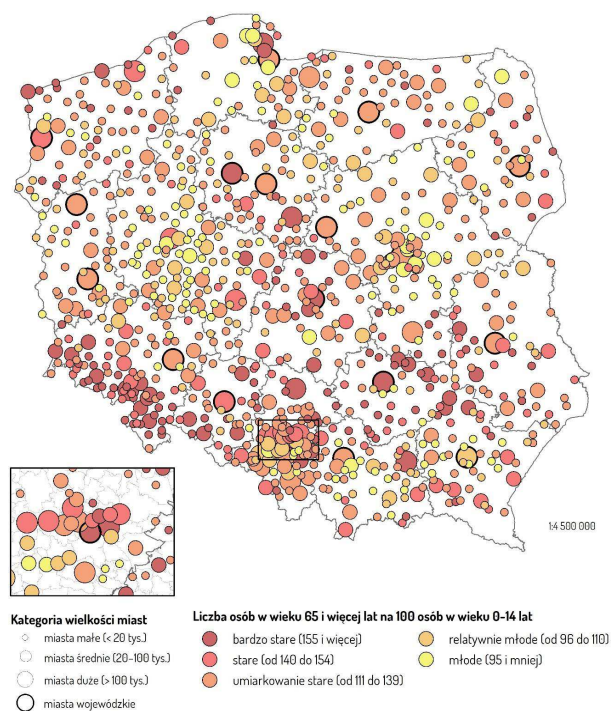 1:4 500 000
Kategoria wielkości miast
miasta małe (< 20 tys.)
miasta średnie (20-100 tys.)
miasta duże (> 100 tys.)
miasta wojewódzkie
Liczba osób w wieku 65 i więcej lat na 100 osób w wieku 0-14 lat
bardzo stare (155 i więcej)
stare (od 140 do 154)
umiarkowanie stare (od 111 do 139)
relatywnie młode (od 96 do 110)
młode (95 i mniej)